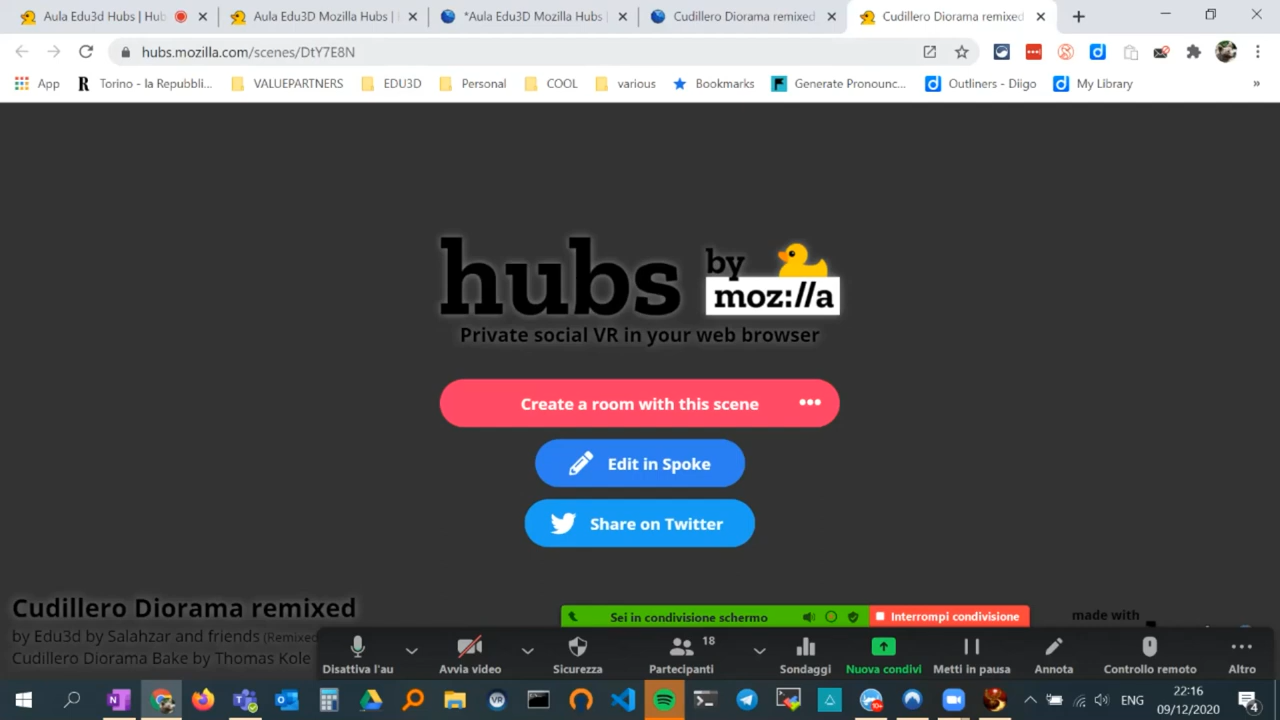 Aula Edu3d Hubs | Hub
Aula Edu3D Mozilla Hubs |
*Aula Edu3D Mozilla Hubs
Cudillero Diorama remixed
Cudillero Diorama remixed
hubs.mozilla.com/scenes/DtY7E8N
App
R Torino - la Repubbli...
VALUEPARTNERS
EDU3D
Personal
COOL
various
Bookmarks
Generate Pronounc...
Outliners - Diigo
My Library
»
hubs by
moz://a
Private social VR in your web browser
Create a room with this scene
Edit in Spoke
Share on Twitter
Cudillero Diorama remixed
by Edu3d by Salahzar and friends (Remixed
Cudillero Diorama Bake by Thomas Kole
made with
Sei in condivisione schermo
Interrompi condivisione
Disattiva l'au
Avvia video
Sicurezza
Partecipanti
18
Sondaggi
Nuova condivi
Metti in pausa
Annota
Controllo remoto
Altro
ENG
22:16
09/12/2020
4